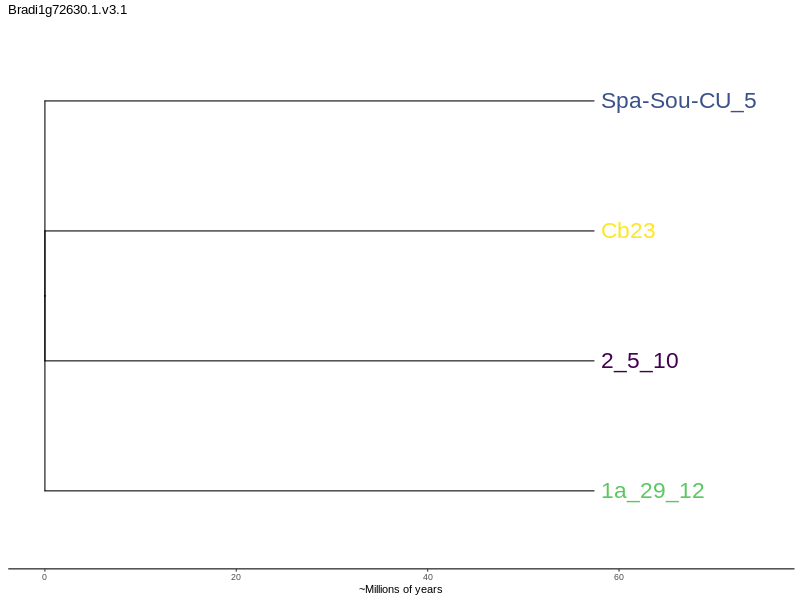 Bradi1g72630.1.v3.1
Spa-Sou-CU_5
Cb23
2_5_10
1a_29_12
0 20 40 60
~Millions of years